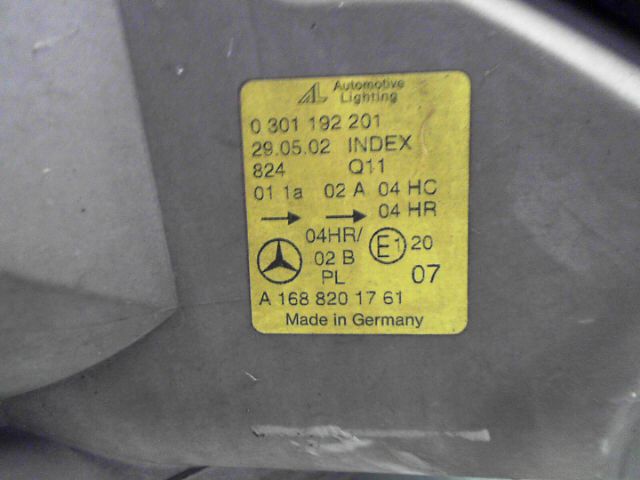 AL Automotive
Lighting
0 301 192 201
29.05.02 INDEX
824 Q11
01 1a 02 A 04 HC
04 HR
04HR/ E1 20
02 B
PL 07
A 168 820 17 61
Made in Germany